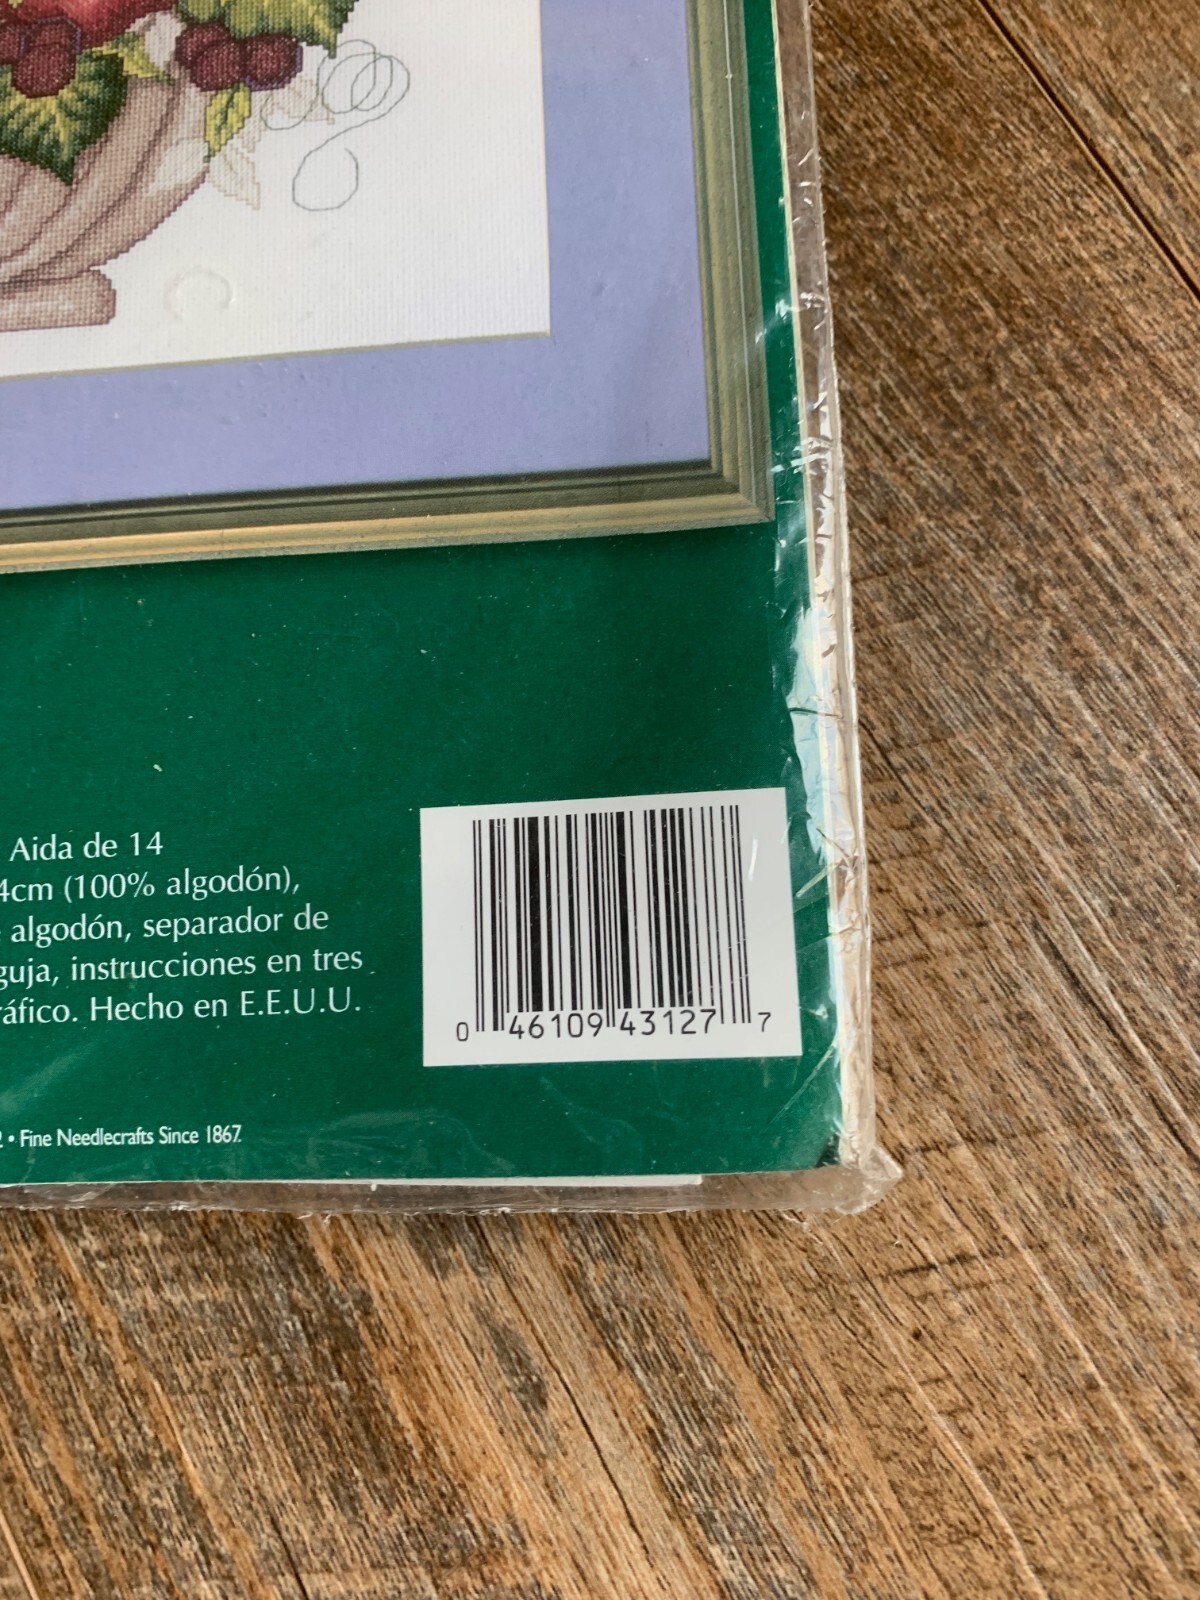 Aida de 14
4cm (100% algodón),
algodón, separador de
guja, instrucciones en tres
ráfico. Hecho en E.E.U.U.
0 46109 43127 7
• Fine Needlecrafts Since 1867.